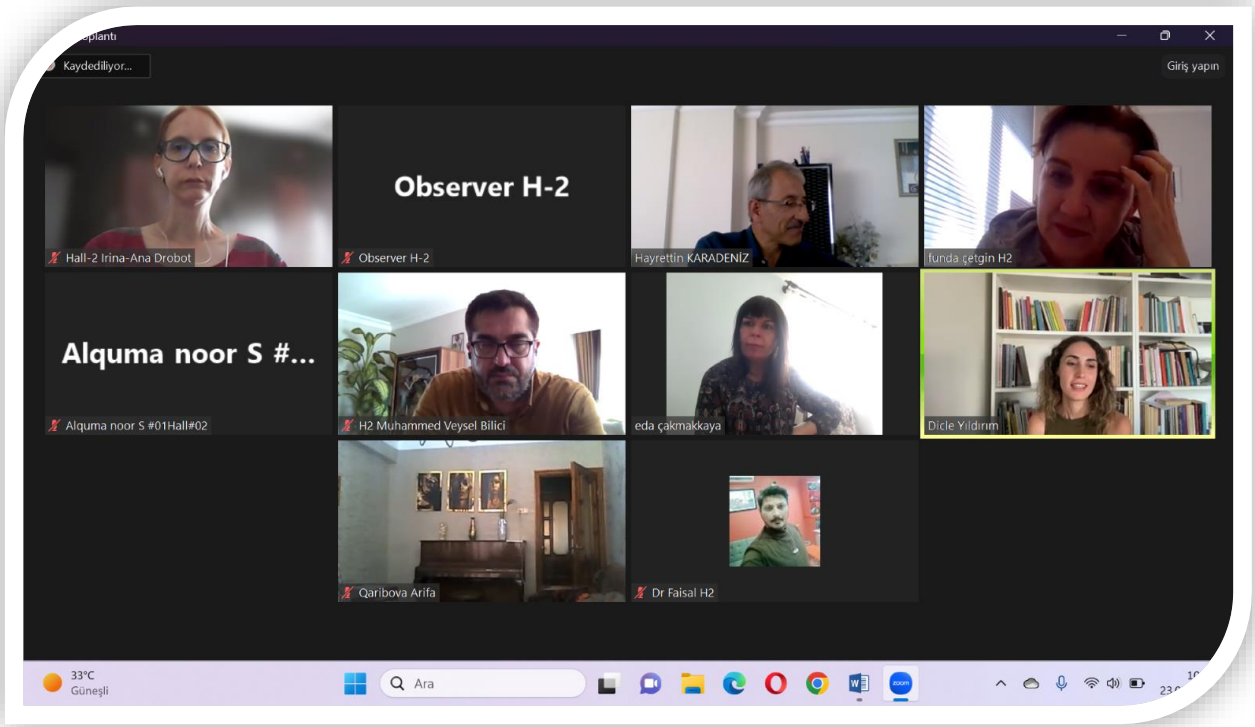 Kaydediliyor...
Giriş yapın
Hall-2 Irina-Ana Drobot
Observer H-2
Observer H-2
Hayrettin KARADENİZ
funda çetgin H2
Alquma noor S #...
Alquma noor S #01Hall#02
H2 Muhammed Veysel Bilici
eda çakmakkaya
Dicle Yıldırım
Qaribova Arifa
Dr Faisal H2
33°C
Güneşli
Ara
W
zoom